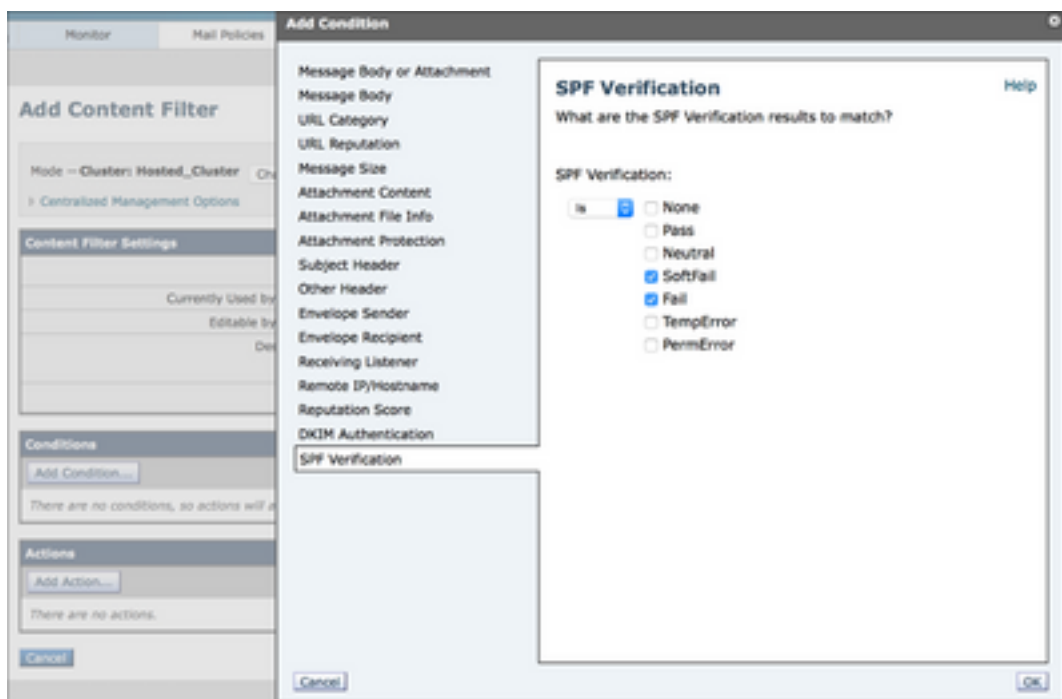 Monitor
Mail Policies
Add Content Filter
Mode — Cluster: Hosted_Cluster
Centralized Management Options
Content Filter Settings
Currently Used by
Editable by
Conditions
Add Condition...
There are no conditions, so actions will a
Actions
Add Action...
There are no actions.
Cancel
Add Condition
Message Body or Attachment
Message Body
URL Category
URL Reputation
Message Size
Attachment Content
Attachment File Info
Attachment Protection
Subject Header
Other Header
Envelope Sender
Envelope Recipient
Receiving Listener
Remote IP/Hostname
Reputation Score
DKIM Authentication
SPF Verification
SPF Verification
Help
What are the SPF Verification results to match?
SPF Verification:
Is
None
Pass
Neutral
SoftFail
Fail
TempError
PermError
Cancel
OK